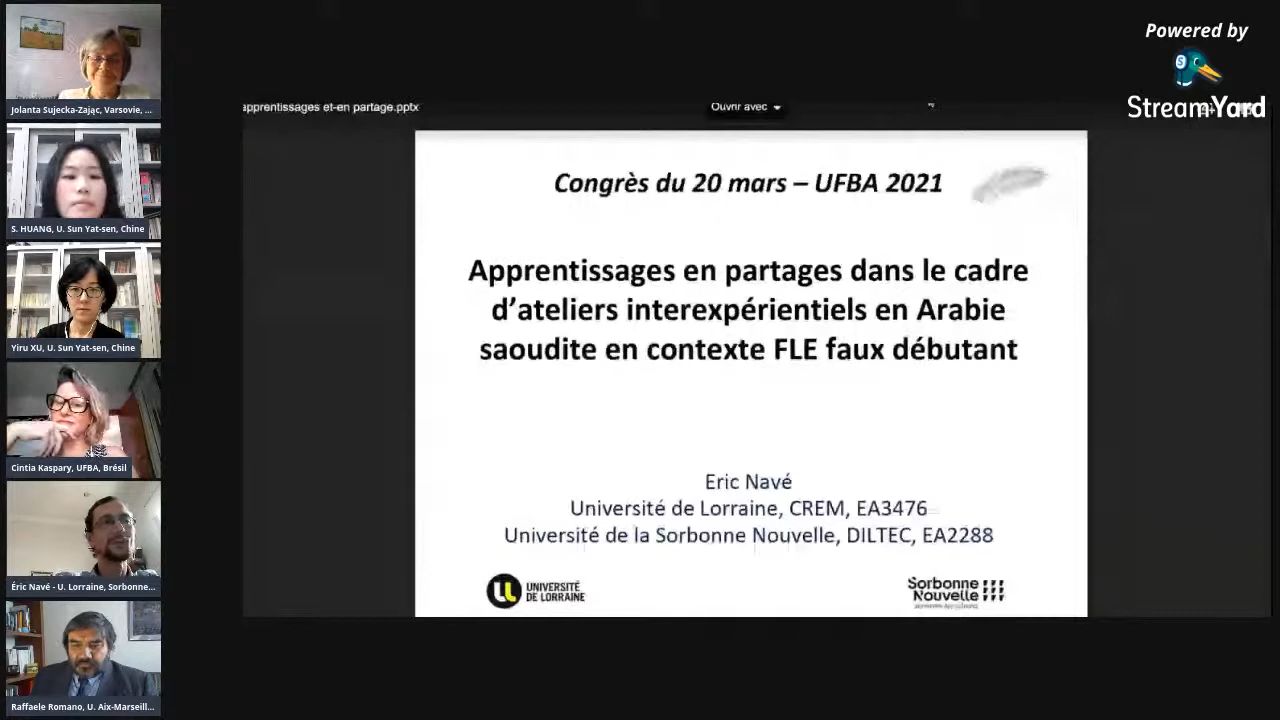 Jolanta Sujecka-Zając, Varsovie, ...
S. HUANG, U. Sun Yat-sen, Chine
Yiru XU, U. Sun Yat-sen, Chine
Cintia Kaspary, UFBA, Brésil
Éric Navé - U. Lorraine, Sorbonne...
Raffaele Romano, U. Aix-Marseill...
apprentissages et-en partage.pptx
Ouvrir avec
Powered by
StreamYard
Congrès du 20 mars – UFBA 2021
Apprentissages en partages dans le cadre
d’ateliers interexpérientiels en Arabie
saoudite en contexte FLE faux débutant
Eric Navé
Université de Lorraine, CREM, EA3476
Université de la Sorbonne Nouvelle, DILTEC, EA2288
UNIVERSITÉ
DE LORRAINE
Sorbonne
Nouvelle